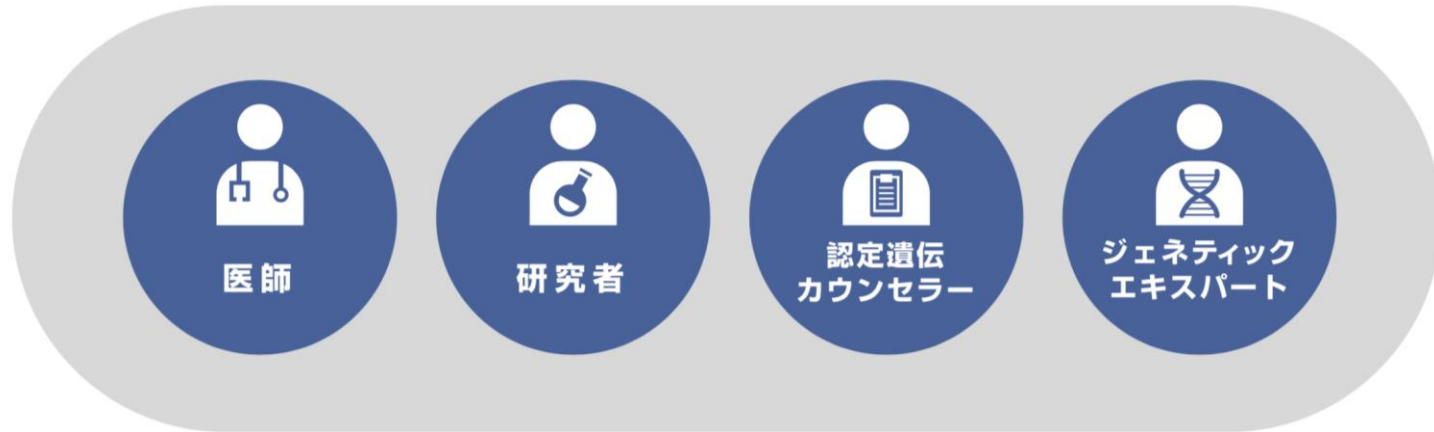 医師
研究者
認定遺伝
カウンセラー
ジェネティック
エキスパート